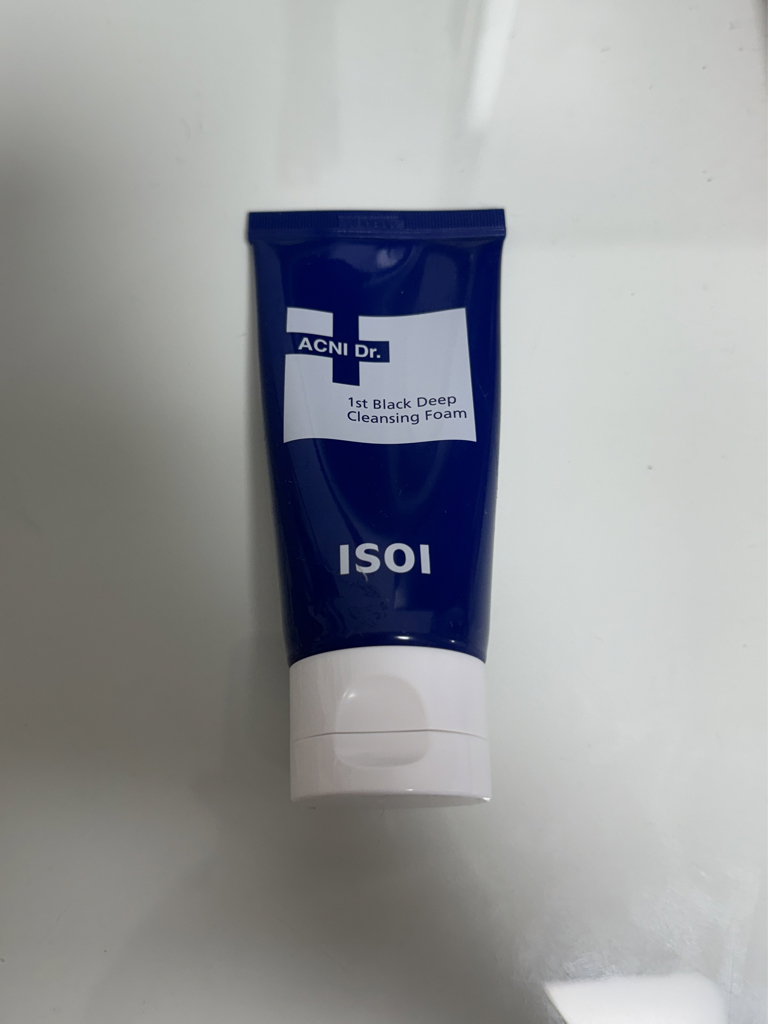 ACNI Dr.
1st Black Deep
Cleansing Foam
ISOI